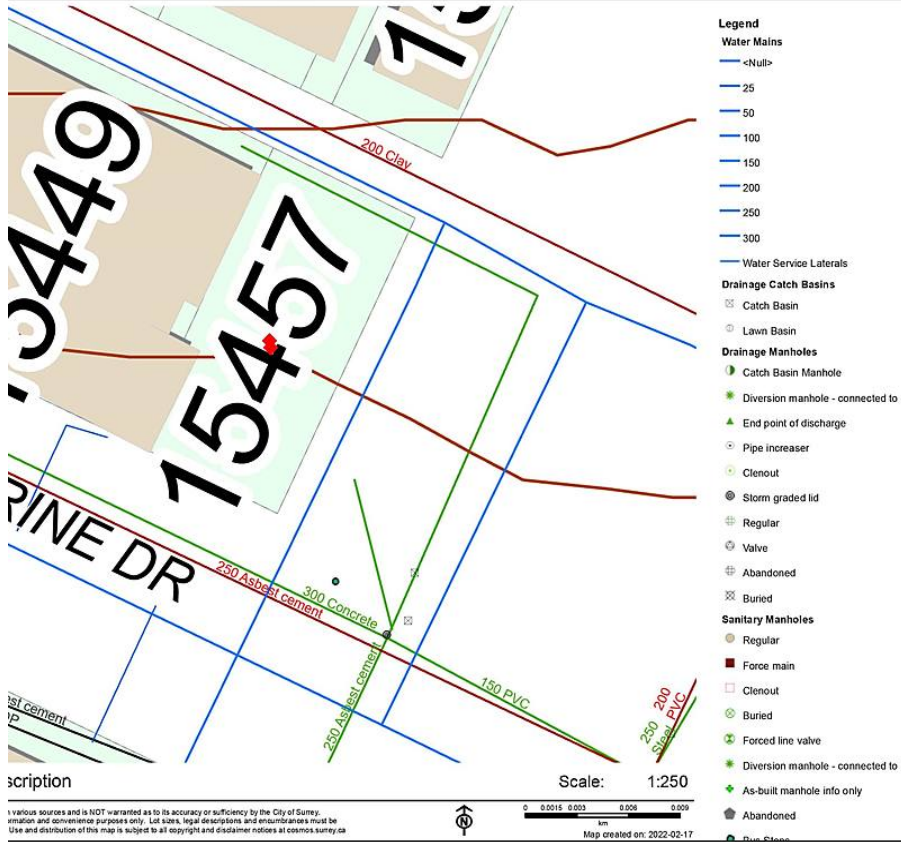 15449
15457
200 Clay
RINE DR
250 Asbest cement
300 Concrete
250 Asbest cement
150 PVC
200
PVC
250
Steel
st cement
scription
Scale: 1:250
various sources and is NOT warranted as to its accuracy or sufficiency by the City of Surrey.
rmation and convenience purposes only. Lot sizes, legal descriptions and encumbrances must be
Use and distribution of this map is subject to all copyright and disclaimer notices at cosmos.surrey.ca
N
0 0.0015 0.003 0.006 0.009
km
Map created on: 2022-02-17
Legend
Water Mains
<Null>
25
50
100
150
200
250
300
Water Service Laterals
Drainage Catch Basins
Catch Basin
Lawn Basin
Drainage Manholes
Catch Basin Manhole
Diversion manhole - connected to
End point of discharge
Pipe increaser
Clenout
Storm graded lid
Regular
Valve
Abandoned
Buried
Sanitary Manholes
Regular
Force main
Clenout
Buried
Forced line valve
Diversion manhole - connected to
As-built manhole info only
Abandoned
Bus Stops